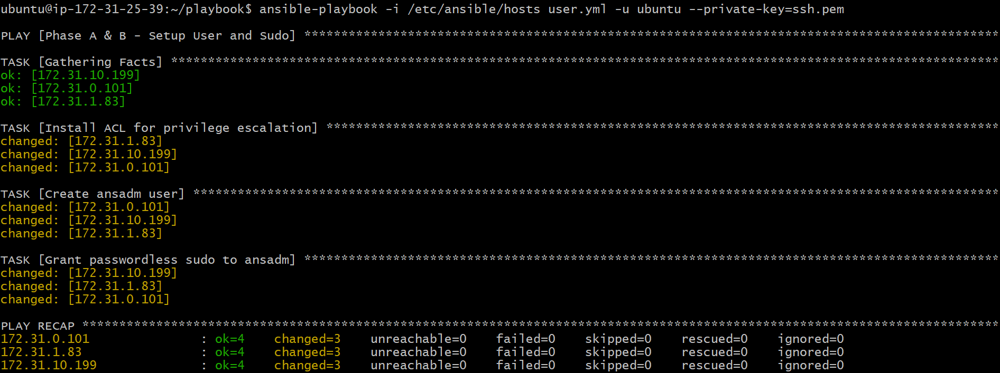 ubuntu@ip-172-31-25-39:~/playbook$ ansible-playbook -i /etc/ansible/hosts user.yml -u ubuntu --private-key=ssh.pem
PLAY [Phase A & B - Setup User and Sudo] **********************************************************************************************
TASK [Gathering Facts] ****************************************************************************************************************
ok: [172.31.10.199]
ok: [172.31.0.101]
ok: [172.31.1.83]
TASK [Install ACL for privilege escalation] *******************************************************************************************
changed: [172.31.1.83]
changed: [172.31.10.199]
changed: [172.31.0.101]
TASK [Create ansadm user] *************************************************************************************************************
changed: [172.31.0.101]
changed: [172.31.10.199]
changed: [172.31.1.83]
TASK [Grant passwordless sudo to ansadm] **********************************************************************************************
changed: [172.31.10.199]
changed: [172.31.1.83]
changed: [172.31.0.101]
PLAY RECAP ****************************************************************************************************************************
172.31.0.101               : ok=4    changed=3    unreachable=0    failed=0    skipped=0    rescued=0    ignored=0
172.31.1.83                : ok=4    changed=3    unreachable=0    failed=0    skipped=0    rescued=0    ignored=0
172.31.10.199              : ok=4    changed=3    unreachable=0    failed=0    skipped=0    rescued=0    ignored=0